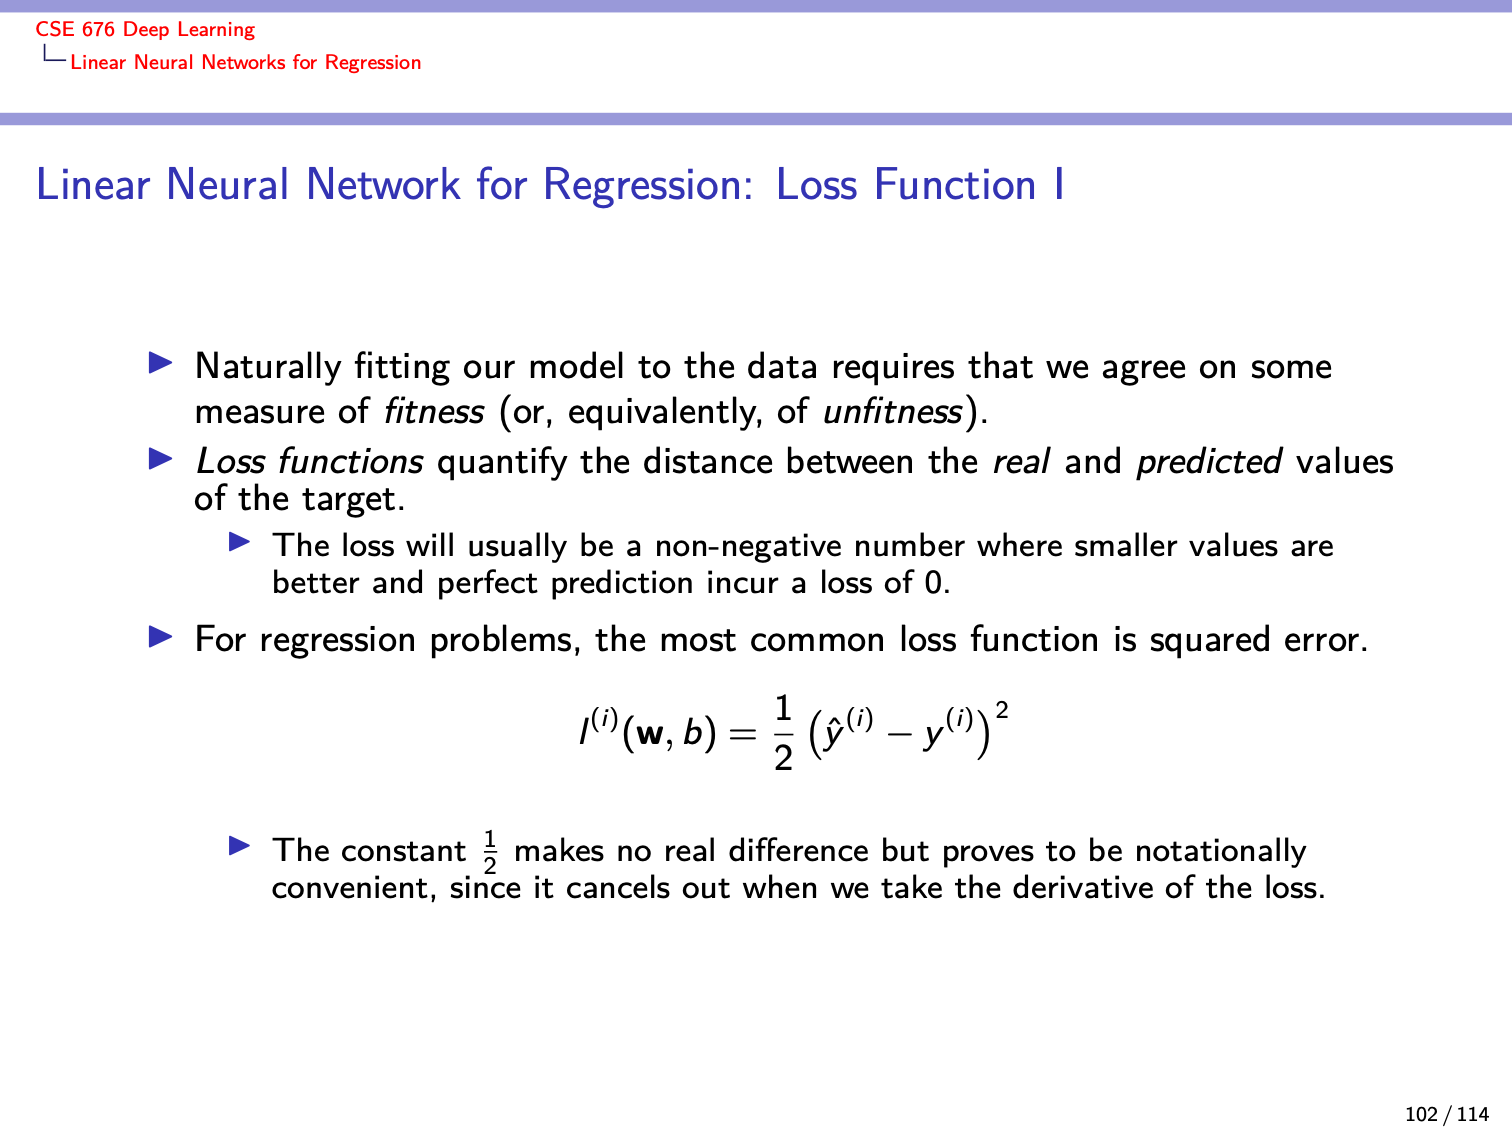 CSE 676 Deep Learning
Linear Neural Networks for Regression
Linear Neural Network for Regression: Loss Function I
▶ Naturally fitting our model to the data requires that we agree on some
measure of fitness (or, equivalently, of unfitness).
▶ Loss functions quantify the distance between the real and predicted values
of the target.
▶ The loss will usually be a non-negative number where smaller values are
better and perfect prediction incur a loss of 0.
▶ For regression problems, the most common loss function is squared error.
l^{(i)}(w, b) = \frac{1}{2} (ŷ^{(i)} − y^{(i)})^2
▶ The constant \frac{1}{2} makes no real difference but proves to be notationally
convenient, since it cancels out when we take the derivative of the loss.
102 / 114